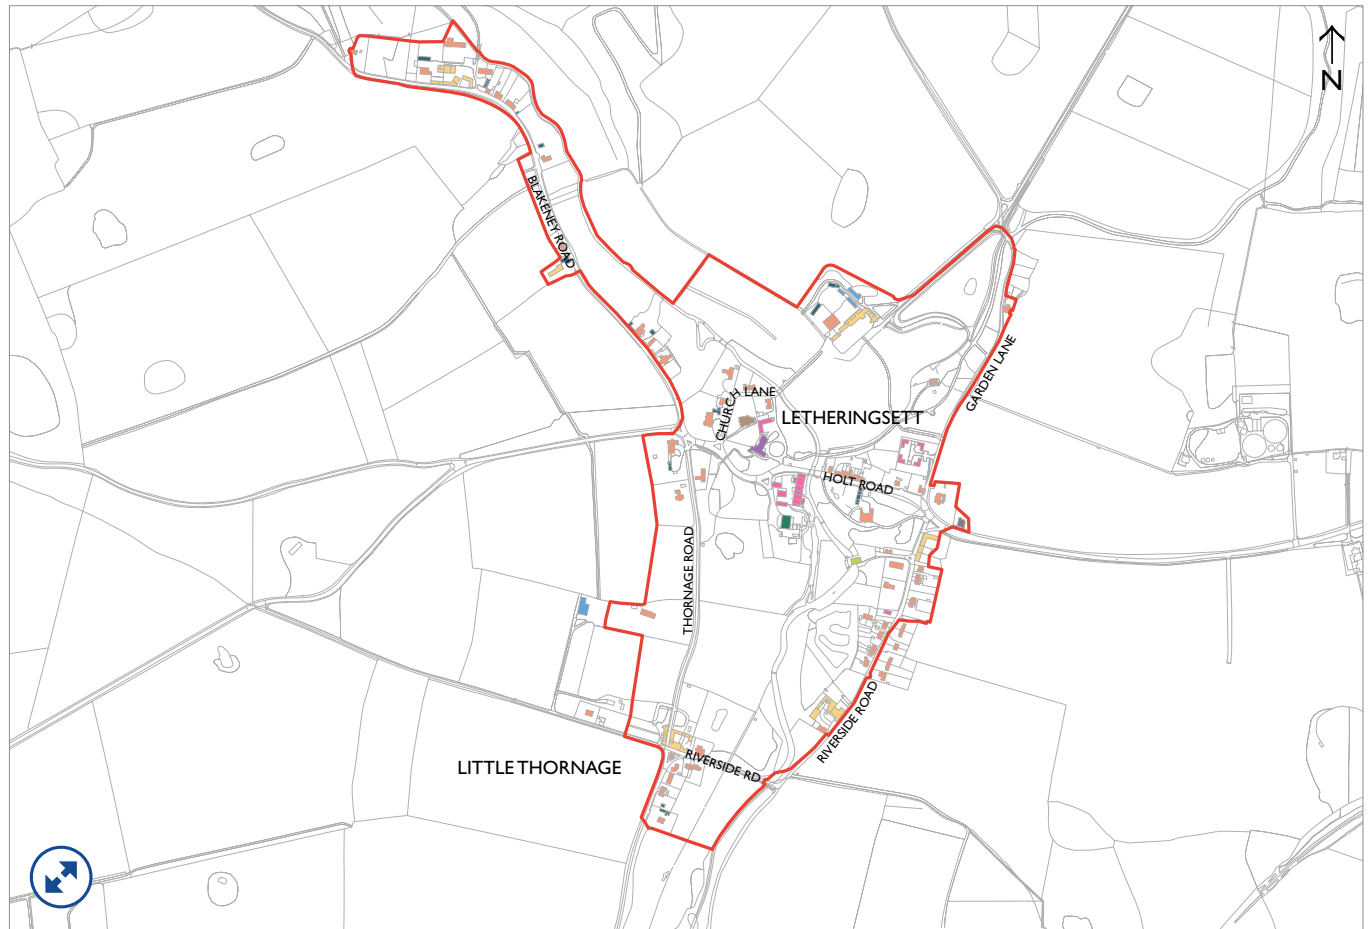 N
BLAKENEY ROAD
GARDEN LANE
CHURCH LANE
LETHERINGSETT
HOLT ROAD
THORNAGE ROAD
RIVERSIDE ROAD
RIVERSIDE RD
LITTLE THORNAGE